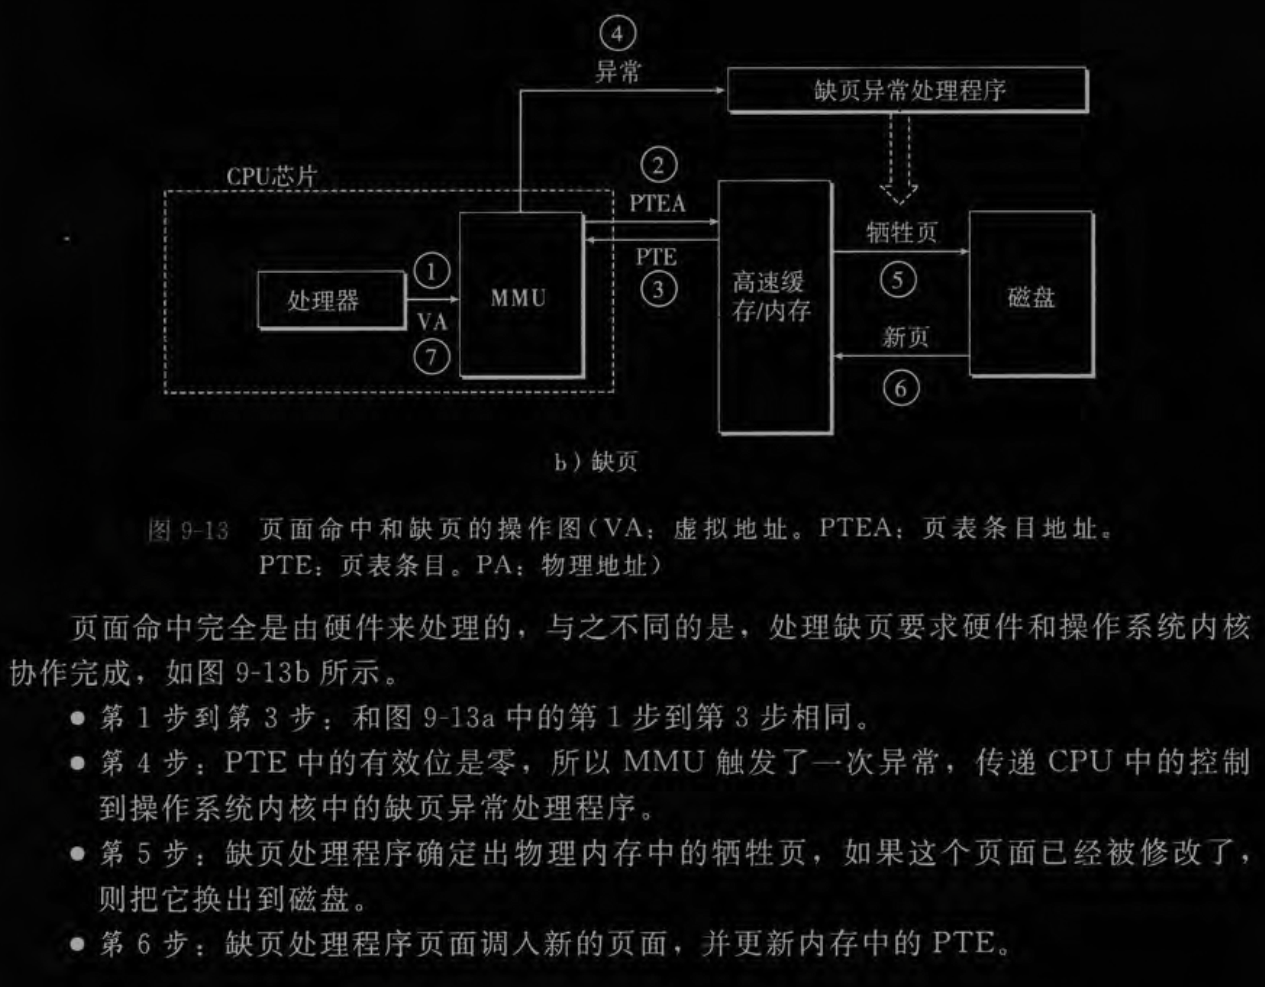 ④
异常
缺页异常处理程序
CPU芯片
②
PTEA
PTE
③
①
处理器
VA
⑦
MMU
高速缓
存/内存
牺牲页
⑤
新页
⑥
磁盘
b）缺页
图 9-13 页面命中和缺页的操作图（VA：虚拟地址。PTEA：页表条目地址。
PTE：页表条目。PA：物理地址）
页面命中完全是由硬件来处理的，与之不同的是，处理缺页要求硬件和操作系统内核
协作完成，如图 9-13b 所示。
● 第 1 步到第 3 步：和图 9-13a 中的第 1 步到第 3 步相同。
● 第 4 步：PTE 中的有效位是零，所以 MMU 触发了一次异常，传递 CPU 中的控制
到操作系统内核中的缺页异常处理程序。
● 第 5 步：缺页处理程序确定出物理内存中的牺牲页，如果这个页面已经被修改了，
则把它换出到磁盘。
● 第 6 步：缺页处理程序页面调入新的页面，并更新内存中的 PTE。